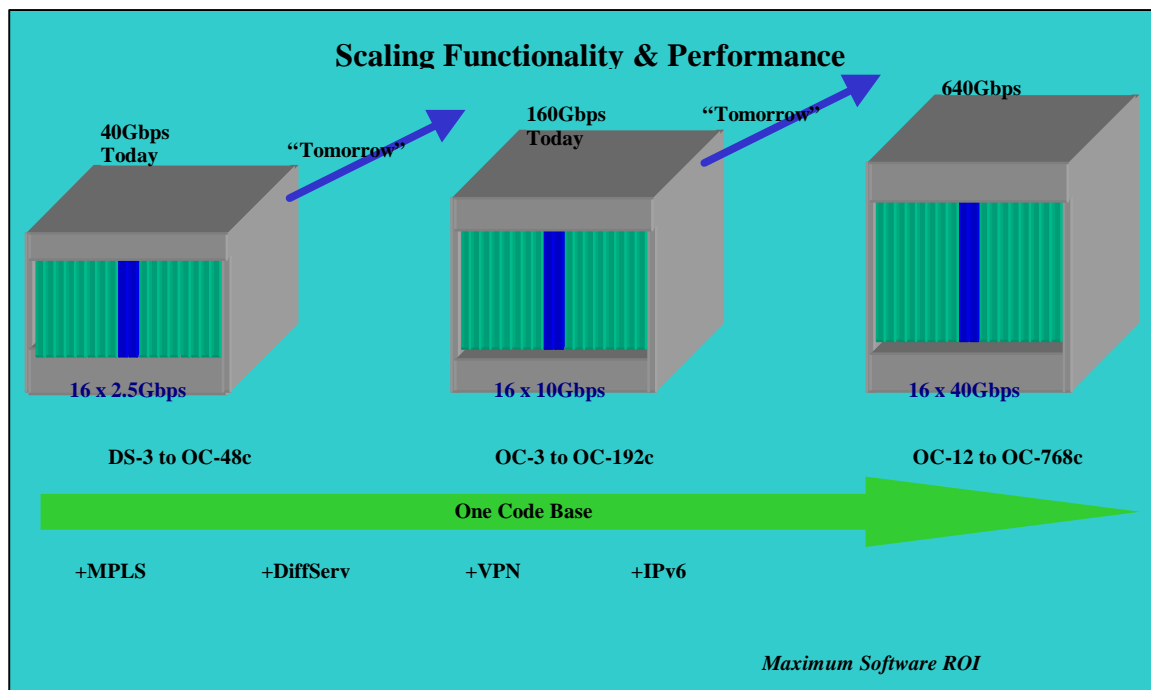 Scaling Functionality & Performance
40Gbps
Today
“Tomorrow”
160Gbps
Today
“Tomorrow”
640Gbps
16 x 2.5Gbps
16 x 10Gbps
16 x 40Gbps
DS-3 to OC-48c
OC-3 to OC-192c
OC-12 to OC-768c
One Code Base
+MPLS
+DiffServ
+VPN
+IPv6
Maximum Software ROI